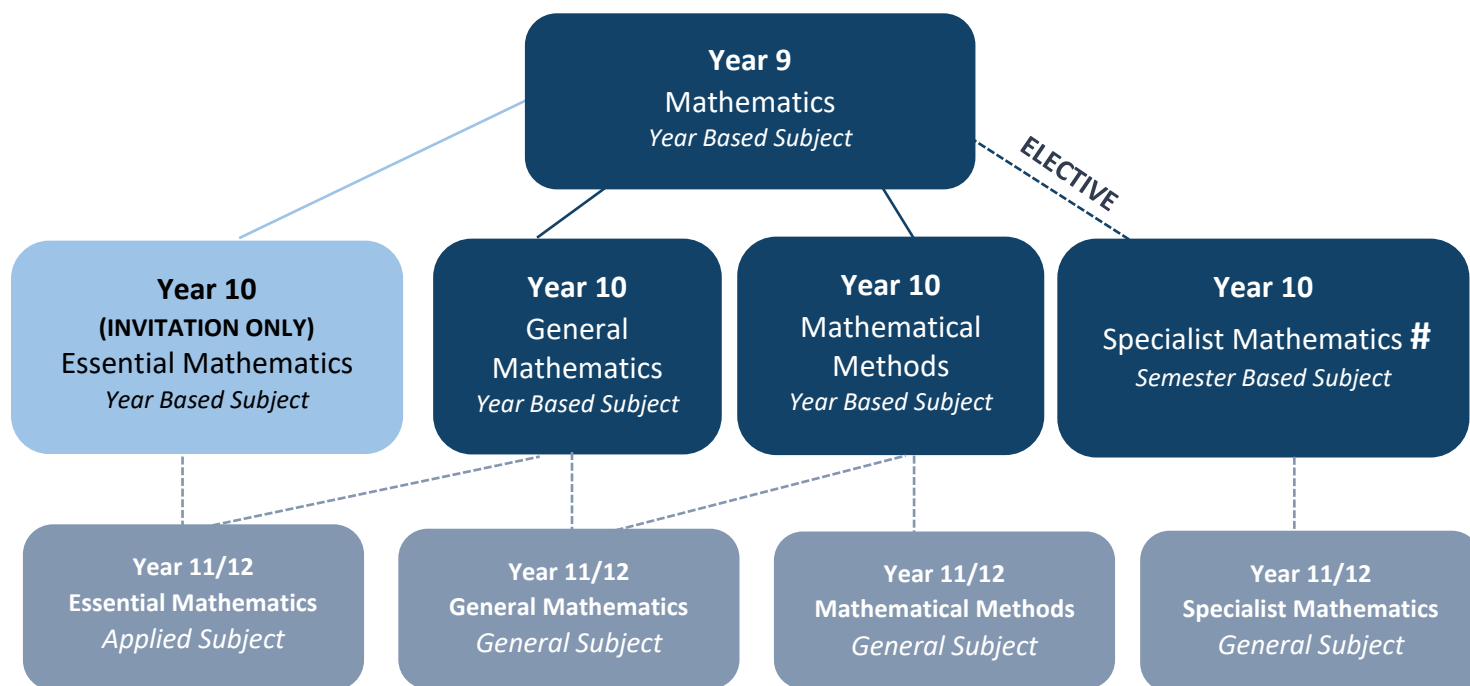 Year 9
Mathematics
Year Based Subject
ELECTIVE
Year 10
(INVITATION ONLY)
Essential Mathematics
Year Based Subject
Year 10
General
Mathematics
Year Based Subject
Year 10
Mathematical
Methods
Year Based Subject
Year 10
Specialist Mathematics #
Semester Based Subject
Year 11/12
Essential Mathematics
Applied Subject
Year 11/12
General Mathematics
General Subject
Year 11/12
Mathematical Methods
General Subject
Year 11/12
Specialist Mathematics
General Subject